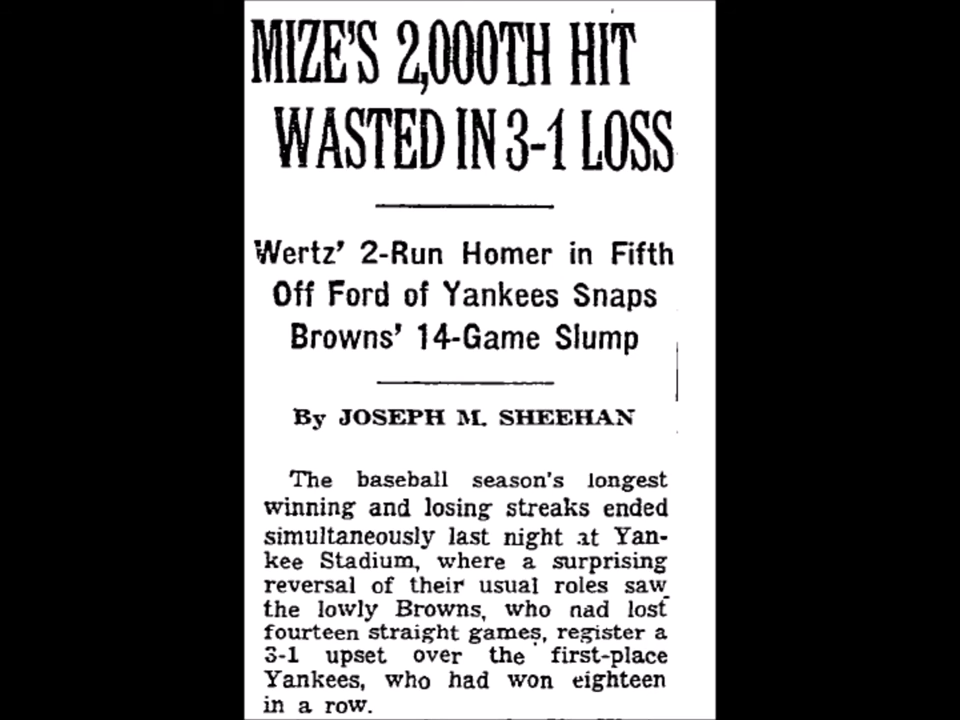 MIZE'S 2,000TH HIT
WASTED IN 3-1 LOSS
Wertz' 2-Run Homer in Fifth
Off Ford of Yankees Snaps
Browns' 14-Game Slump
By JOSEPH M. SHEEHAN
The baseball season's longest
winning and losing streaks ended
simultaneously last night at Yan-
kee Stadium, where a surprising
reversal of their usual roles saw
the lowly Browns, who had lost
fourteen straight games, register a
3-1 upset over the first-place
Yankees, who had won eighteen
in a row.